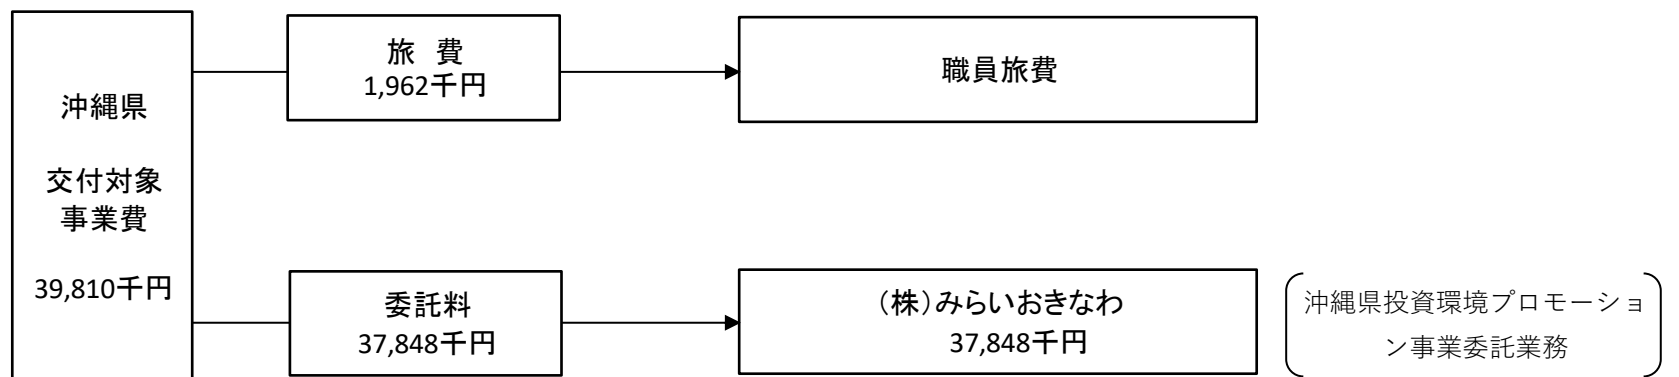 沖縄県
交付対象
事業費
39,810千円
旅 費
1,962千円
職員旅費
委託料
37,848千円
(株)みらいおきなわ
37,848千円
沖縄県投資環境プロモーショ
ン事業委託業務